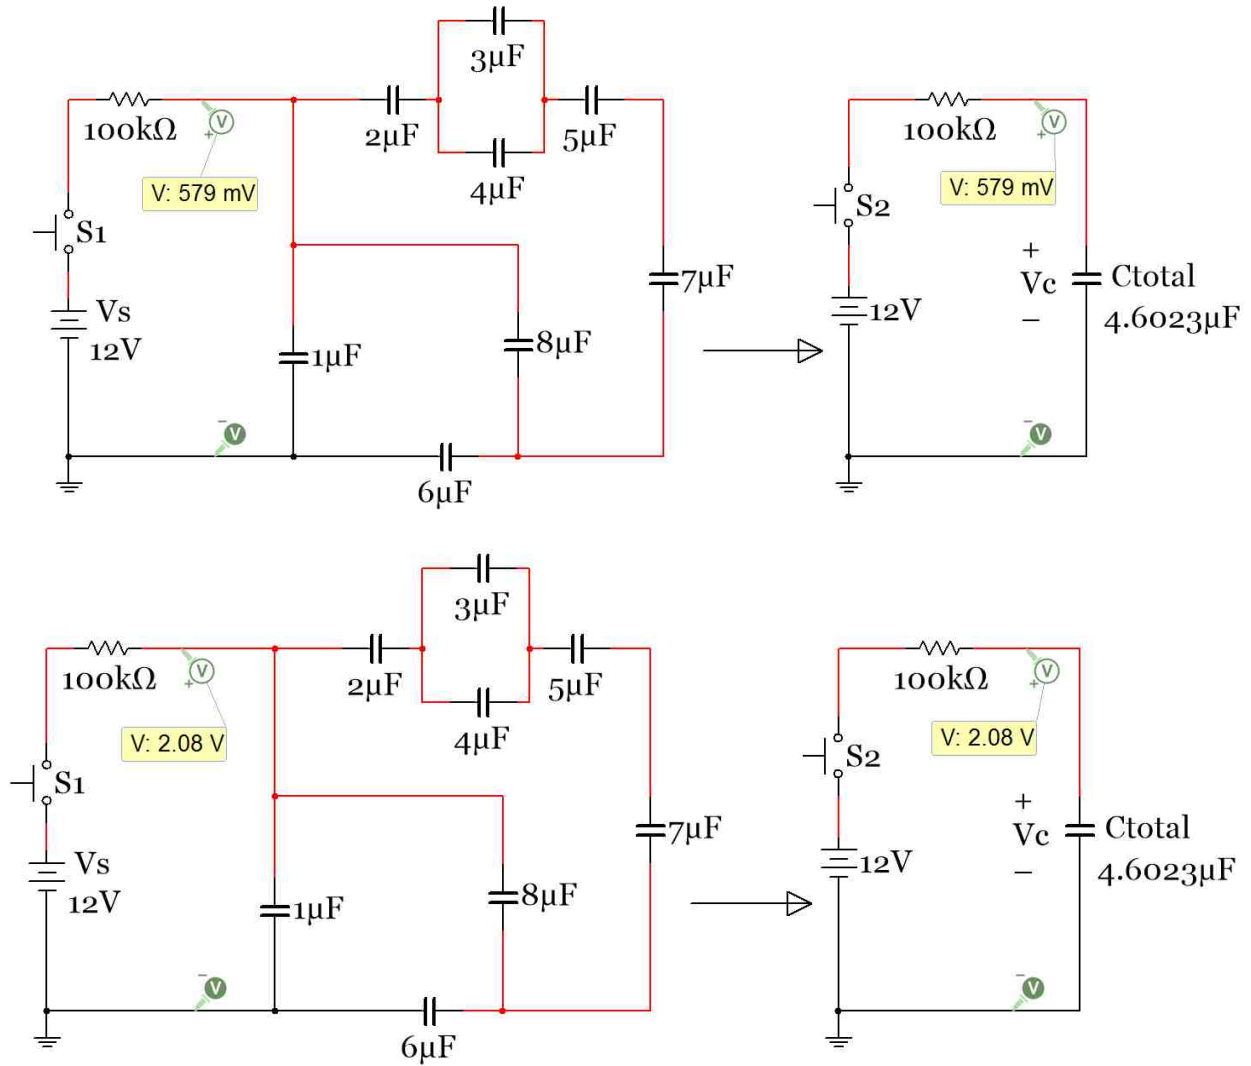 3µF
100kΩ
2µF
5µF
100kΩ
4µF
V: 579 mV
V: 579 mV
S1
S2
Vs
12V
7µF
+
Vc
−
Ctotal
4.6023µF
12V
1µF
8µF
6µF
+
V
−
V
+
V
V
−
3µF
100kΩ
2µF
5µF
100kΩ
4µF
V: 2.08 V
V: 2.08 V
S1
S2
Vs
12V
7µF
+
Vc
−
Ctotal
4.6023µF
12V
1µF
8µF
6µF
+
V
−
V
+
V
−
V